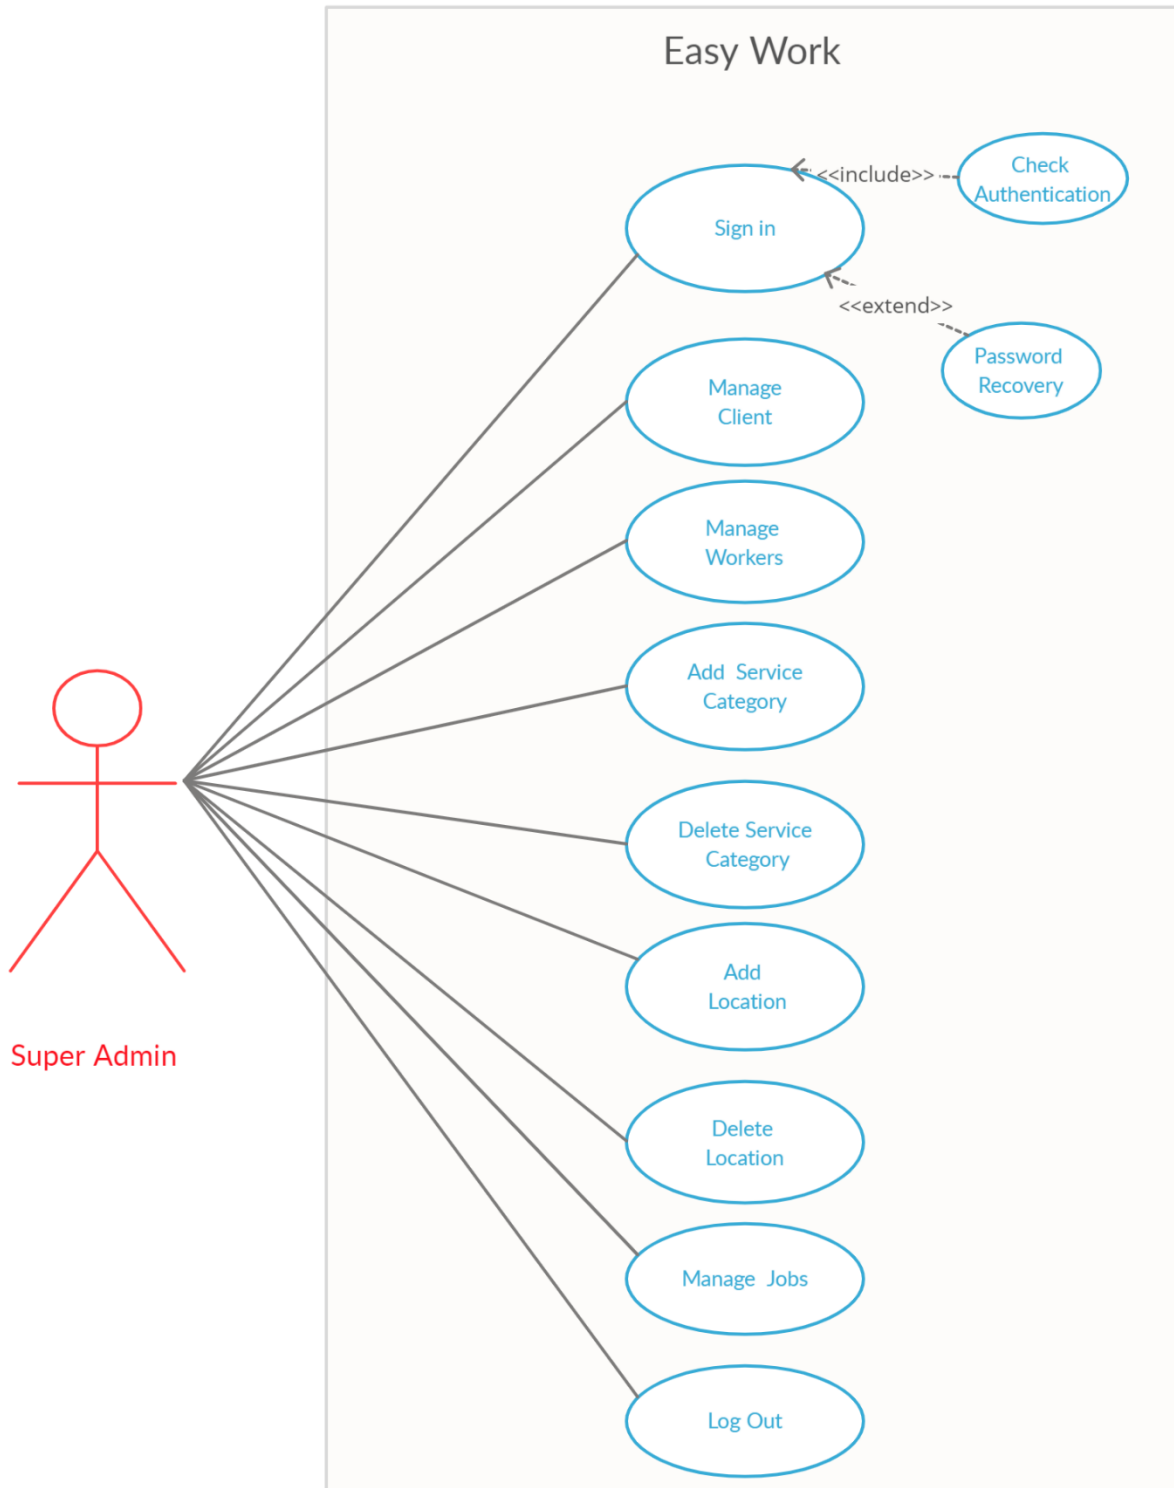 Easy Work
Check
Authentication
<<include>>
Sign in
<<extend>>
Password
Recovery
Manage
Client
Manage
Workers
Add  Service
Category
Delete Service
Category
Add
Location
Super Admin
Delete
Location
Manage  Jobs
Log Out